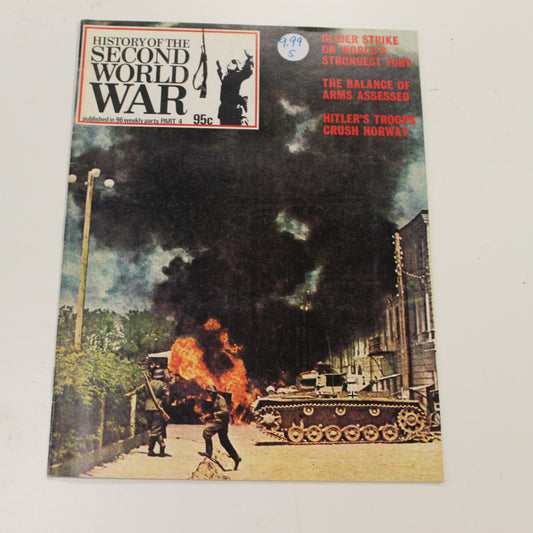 HISTORY OF THE
SECOND
WORLD
WAR
published in 96 weekly parts PART 4 95c
9.99
S
GLIDER STRIKE
ON WORLD'S
STRONGEST FORT
THE BALANCE OF
ARMS ASSESSED
HITLER'S TROOPS
CRUSH NORWAY